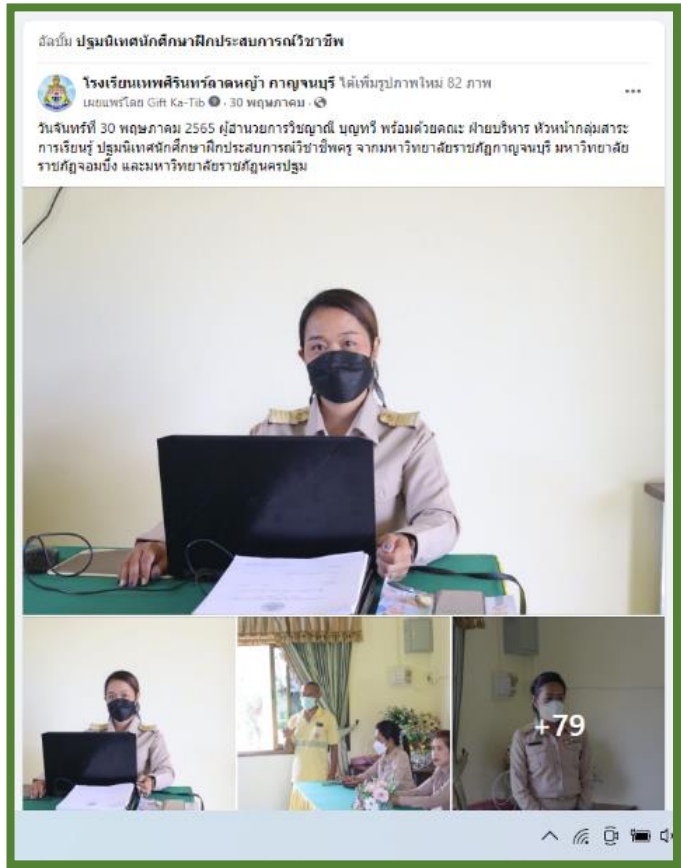 อัลบั้ม ปฐมนิเทศนักศึกษาฝึกประสบการณ์วิชาชีพ
โรงเรียนเทพศิรินทร์ลาดหญ้า กาญจนบุรี ได้เพิ่มรูปภาพใหม่ 82 ภาพ
เผยแพร่โดย Gift Ka-Tib · 30 พฤษภาคม ·
วันจันทร์ที่ 30 พฤษภาคม 2565 ผู้อำนวยการวิชญาณี บุญทวี พร้อมด้วยคณะ ฝ่ายบริหาร หัวหน้ากลุ่มสาระ
การเรียนรู้ ปฐมนิเทศนักศึกษาฝึกประสบการณ์วิชาชีพครู จากมหาวิทยาลัยราชภัฏกาญจนบุรี มหาวิทยาลัย
ราชภัฏจอมบึง และมหาวิทยาลัยราชภัฏนครปฐม
+79